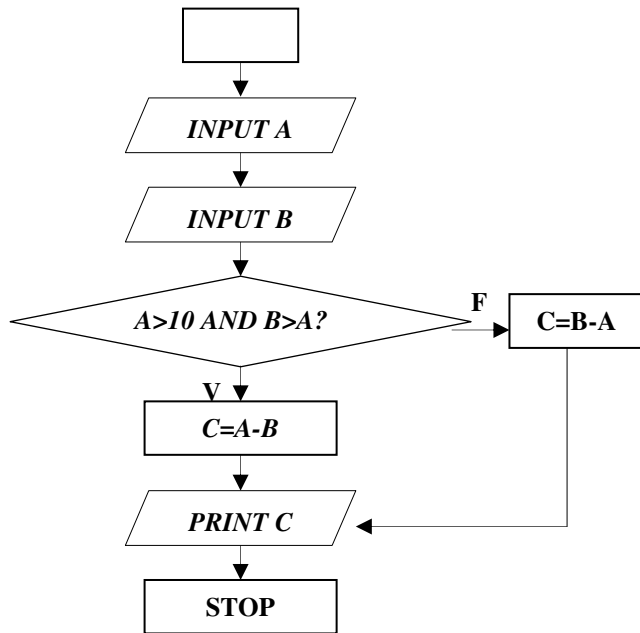 INPUT A
INPUT B
A>10 AND B>A?
F
C=B-A
V
C=A-B
PRINT C
STOP